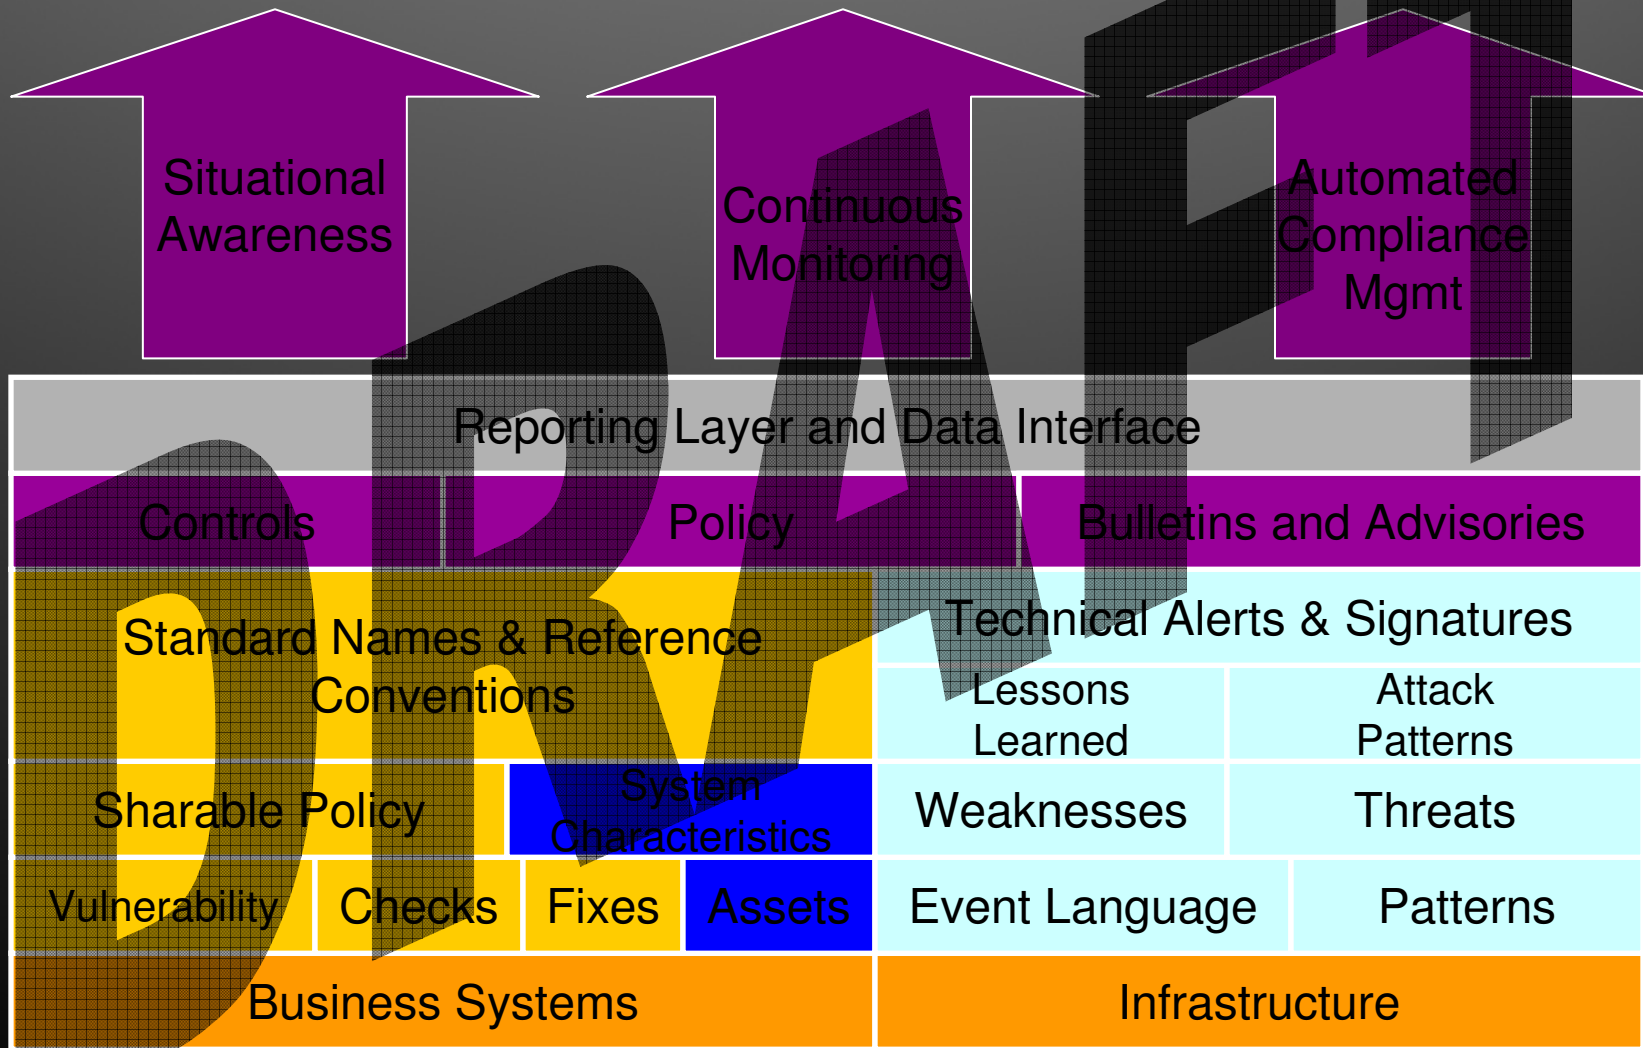 Situational
Awareness
Continuous
Monitoring
Automated
Compliance
Mgmt
Reporting Layer and Data Interface
Controls
Policy
Bulletins and Advisories
Standard Names & Reference
Conventions
Technical Alerts & Signatures
Lessons
Learned
Attack
Patterns
Sharable Policy
System
Characteristics
Weaknesses
Threats
Vulnerability
Checks
Fixes
Assets
Event Language
Patterns
Business Systems
Infrastructure
DRAFT